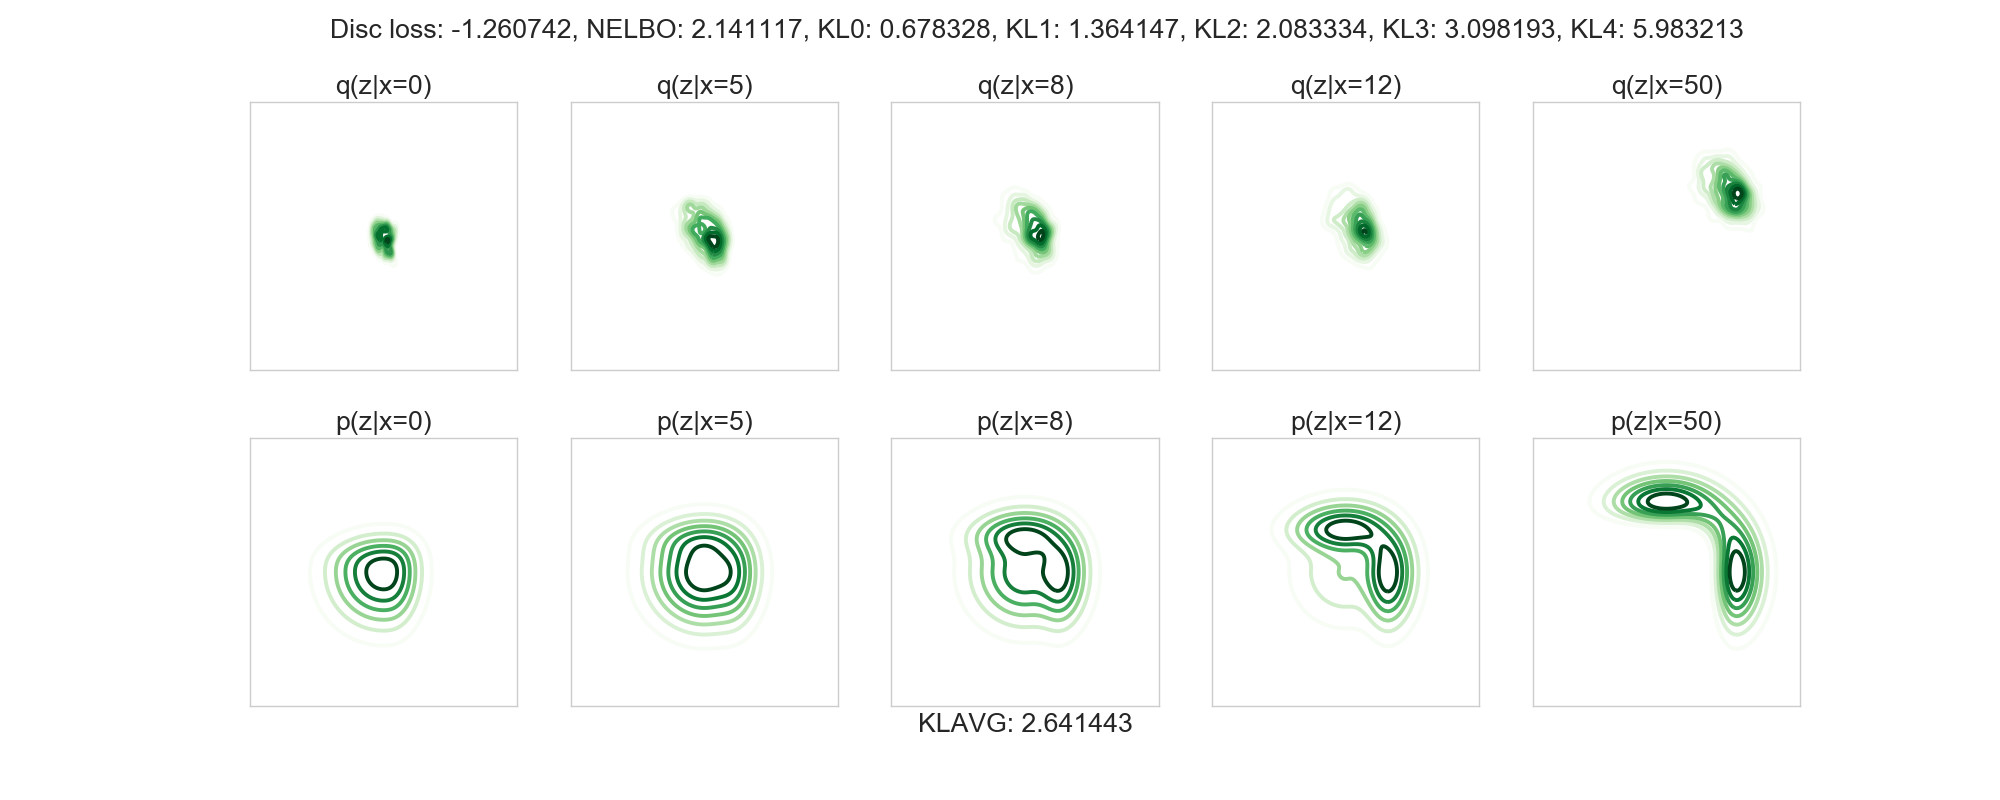 Disc loss: -1.260742, NELBO: 2.141117, KL0: 0.678328, KL1: 1.364147, KL2: 2.083334, KL3: 3.098193, KL4: 5.983213
q(z|x=0)
q(z|x=5)
q(z|x=8)
q(z|x=12)
q(z|x=50)
p(z|x=0)
p(z|x=5)
p(z|x=8)
p(z|x=12)
p(z|x=50)
KLAVG: 2.641443